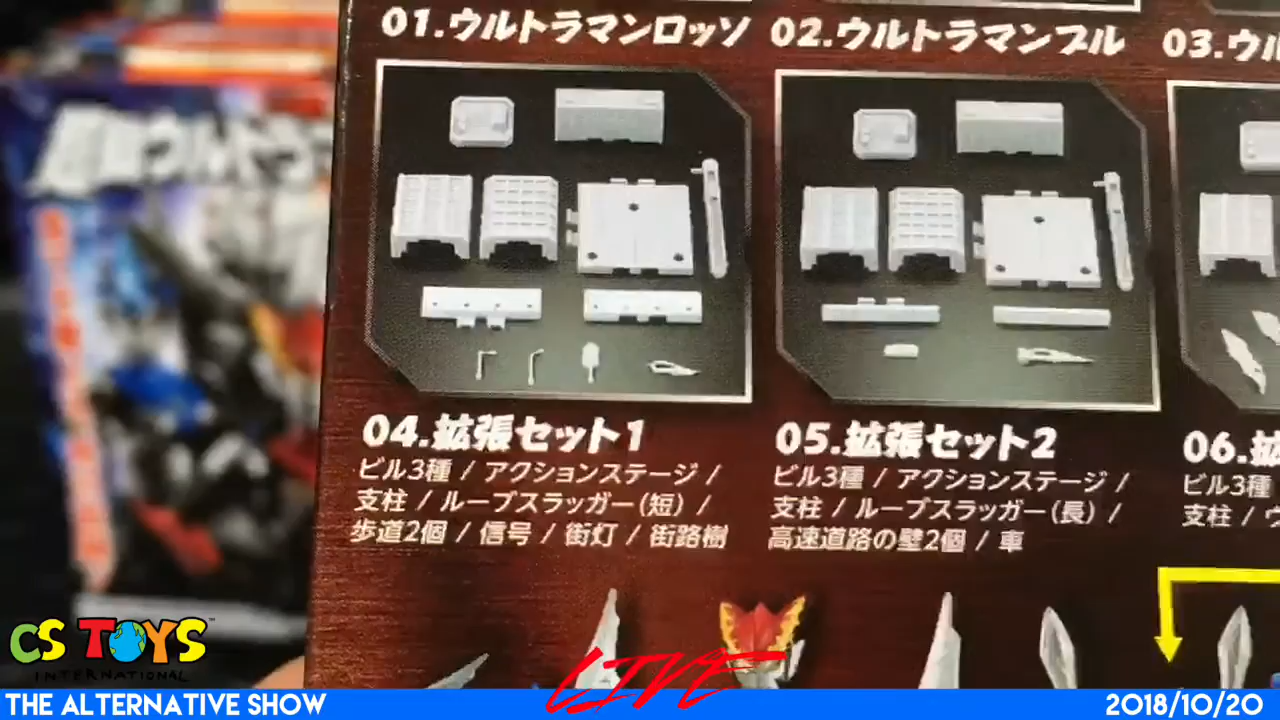 01.ウルトラマンロッソ
02.ウルトラマンブル
03.ウル
04.拡張セット1
ビル3種 / アクションステージ /
支柱 / ルーブスラッガー(短) /
歩道2個 / 信号 / 街灯 / 街路樹
05.拡張セット2
ビル3種 / アクションステージ /
支柱 / ルーブスラッガー(長) /
高速道路の壁2個 / 車
06.拡
ビル3種
支柱 / ウ
CS TOYS
INTERNATIONAL
LIVE
THE ALTERNATIVE SHOW
2018/10/20